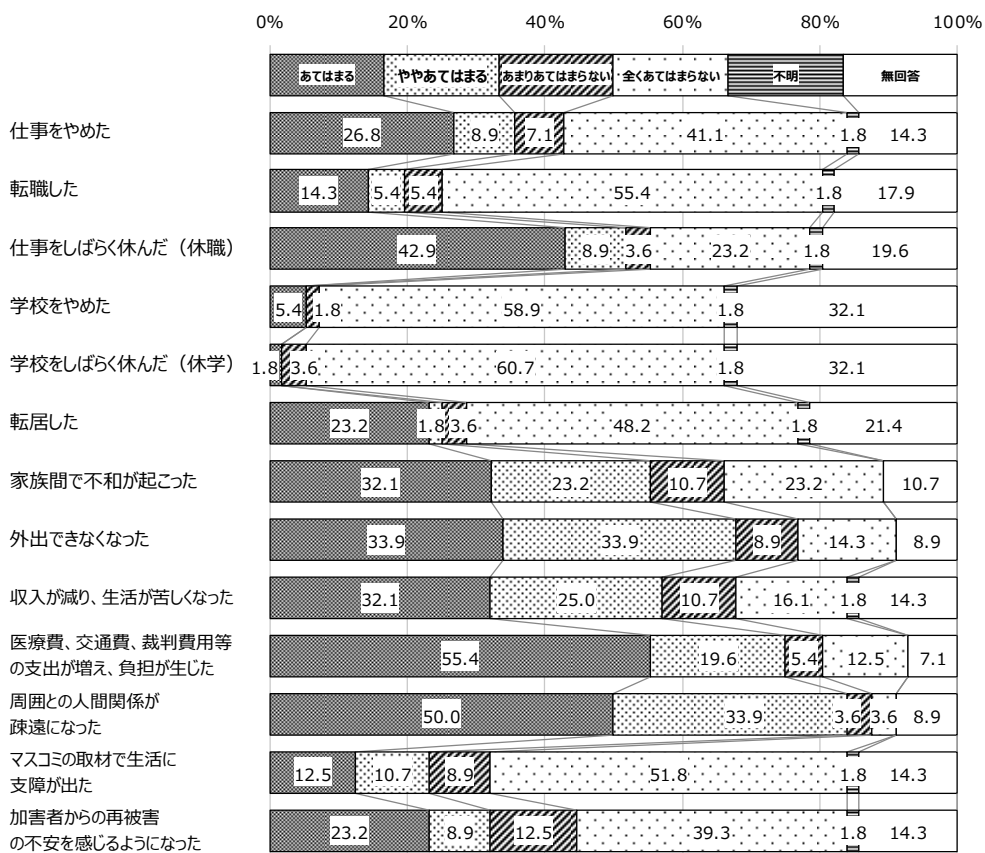 0% 20% 40% 60% 80% 100%
あてはまる ややあてはまる あまりあてはまらない 全くあてはまらない 不明 無回答
仕事をやめた 26.8 8.9 7.1 41.1 1.8 14.3
転職した 14.3 5.4 5.4 55.4 1.8 17.9
仕事をしばらく休んだ（休職） 42.9 8.9 3.6 23.2 1.8 19.6
学校をやめた 5.4 1.8 58.9 1.8 32.1
学校をしばらく休んだ（休学） 1.8 3.6 60.7 1.8 32.1
転居した 23.2 1.8 3.6 48.2 1.8 21.4
家族間で不和が起こった 32.1 23.2 10.7 23.2 10.7
外出できなくなった 33.9 33.9 8.9 14.3 8.9
収入が減り、生活が苦しくなった 32.1 25.0 10.7 16.1 1.8 14.3
医療費、交通費、裁判費用等
の支出が増え、負担が生じた 55.4 19.6 5.4 12.5 7.1
周囲との人間関係が
疎遠になった 50.0 33.9 3.6 3.6 8.9
マスコミの取材で生活に
支障が出た 12.5 10.7 8.9 51.8 1.8 14.3
加害者からの再被害
の不安を感じるようになった 23.2 8.9 12.5 39.3 1.8 14.3